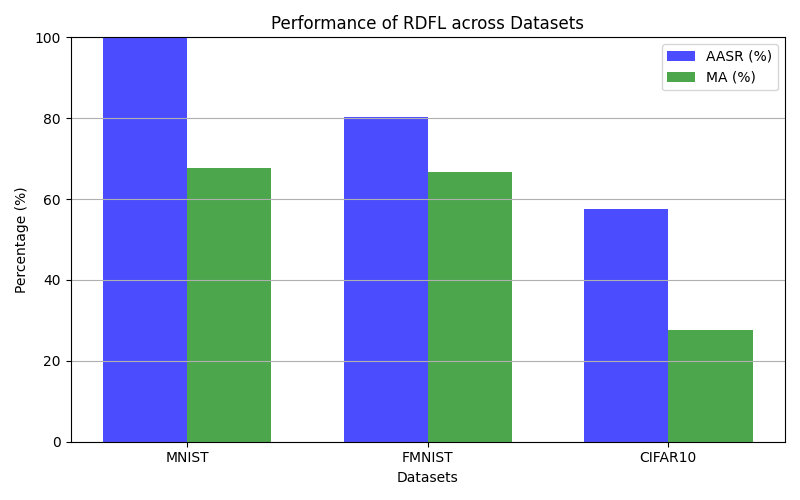 Performance of RDFL across Datasets
AASR (%)
MA (%)
Percentage (%)
100
80
60
40
20
0
MNIST
FMNIST
CIFAR10
Datasets